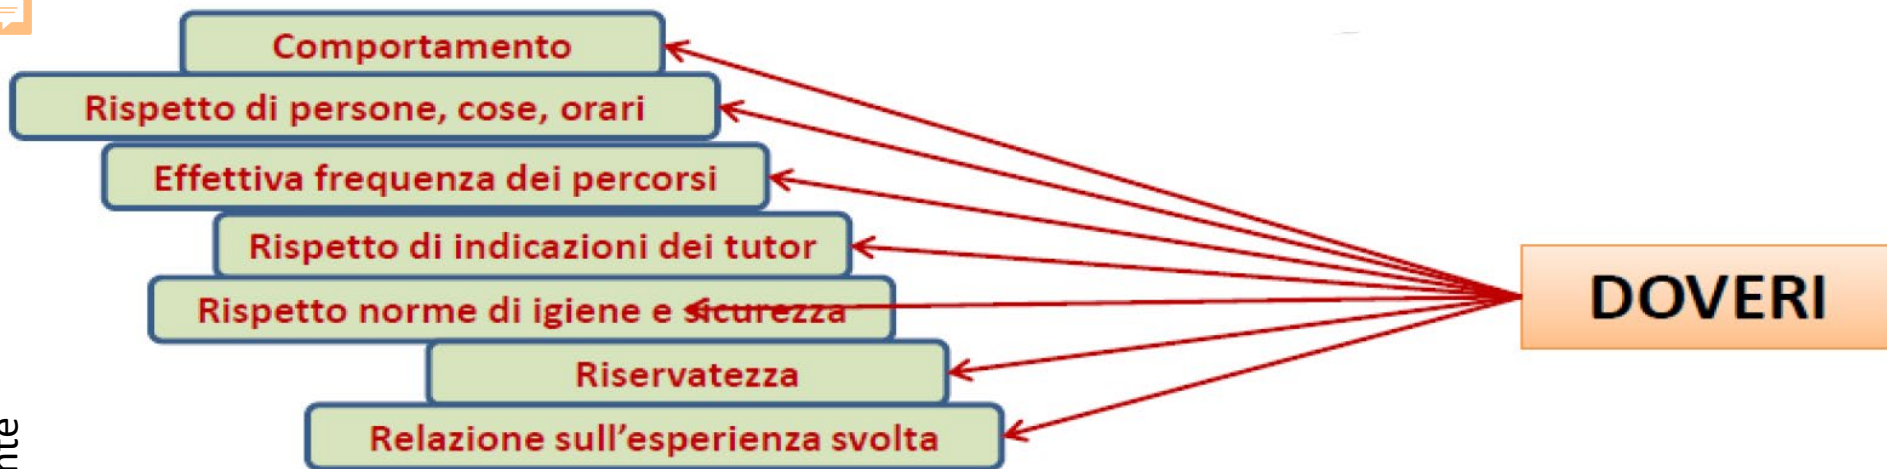 Comportamento
Rispetto di persone, cose, orari
Effettiva frequenza dei percorsi
Rispetto di indicazioni dei tutor
Rispetto norme di igiene e sicurezza
Riservatezza
Relazione sull'esperienza svolta
DOVERI